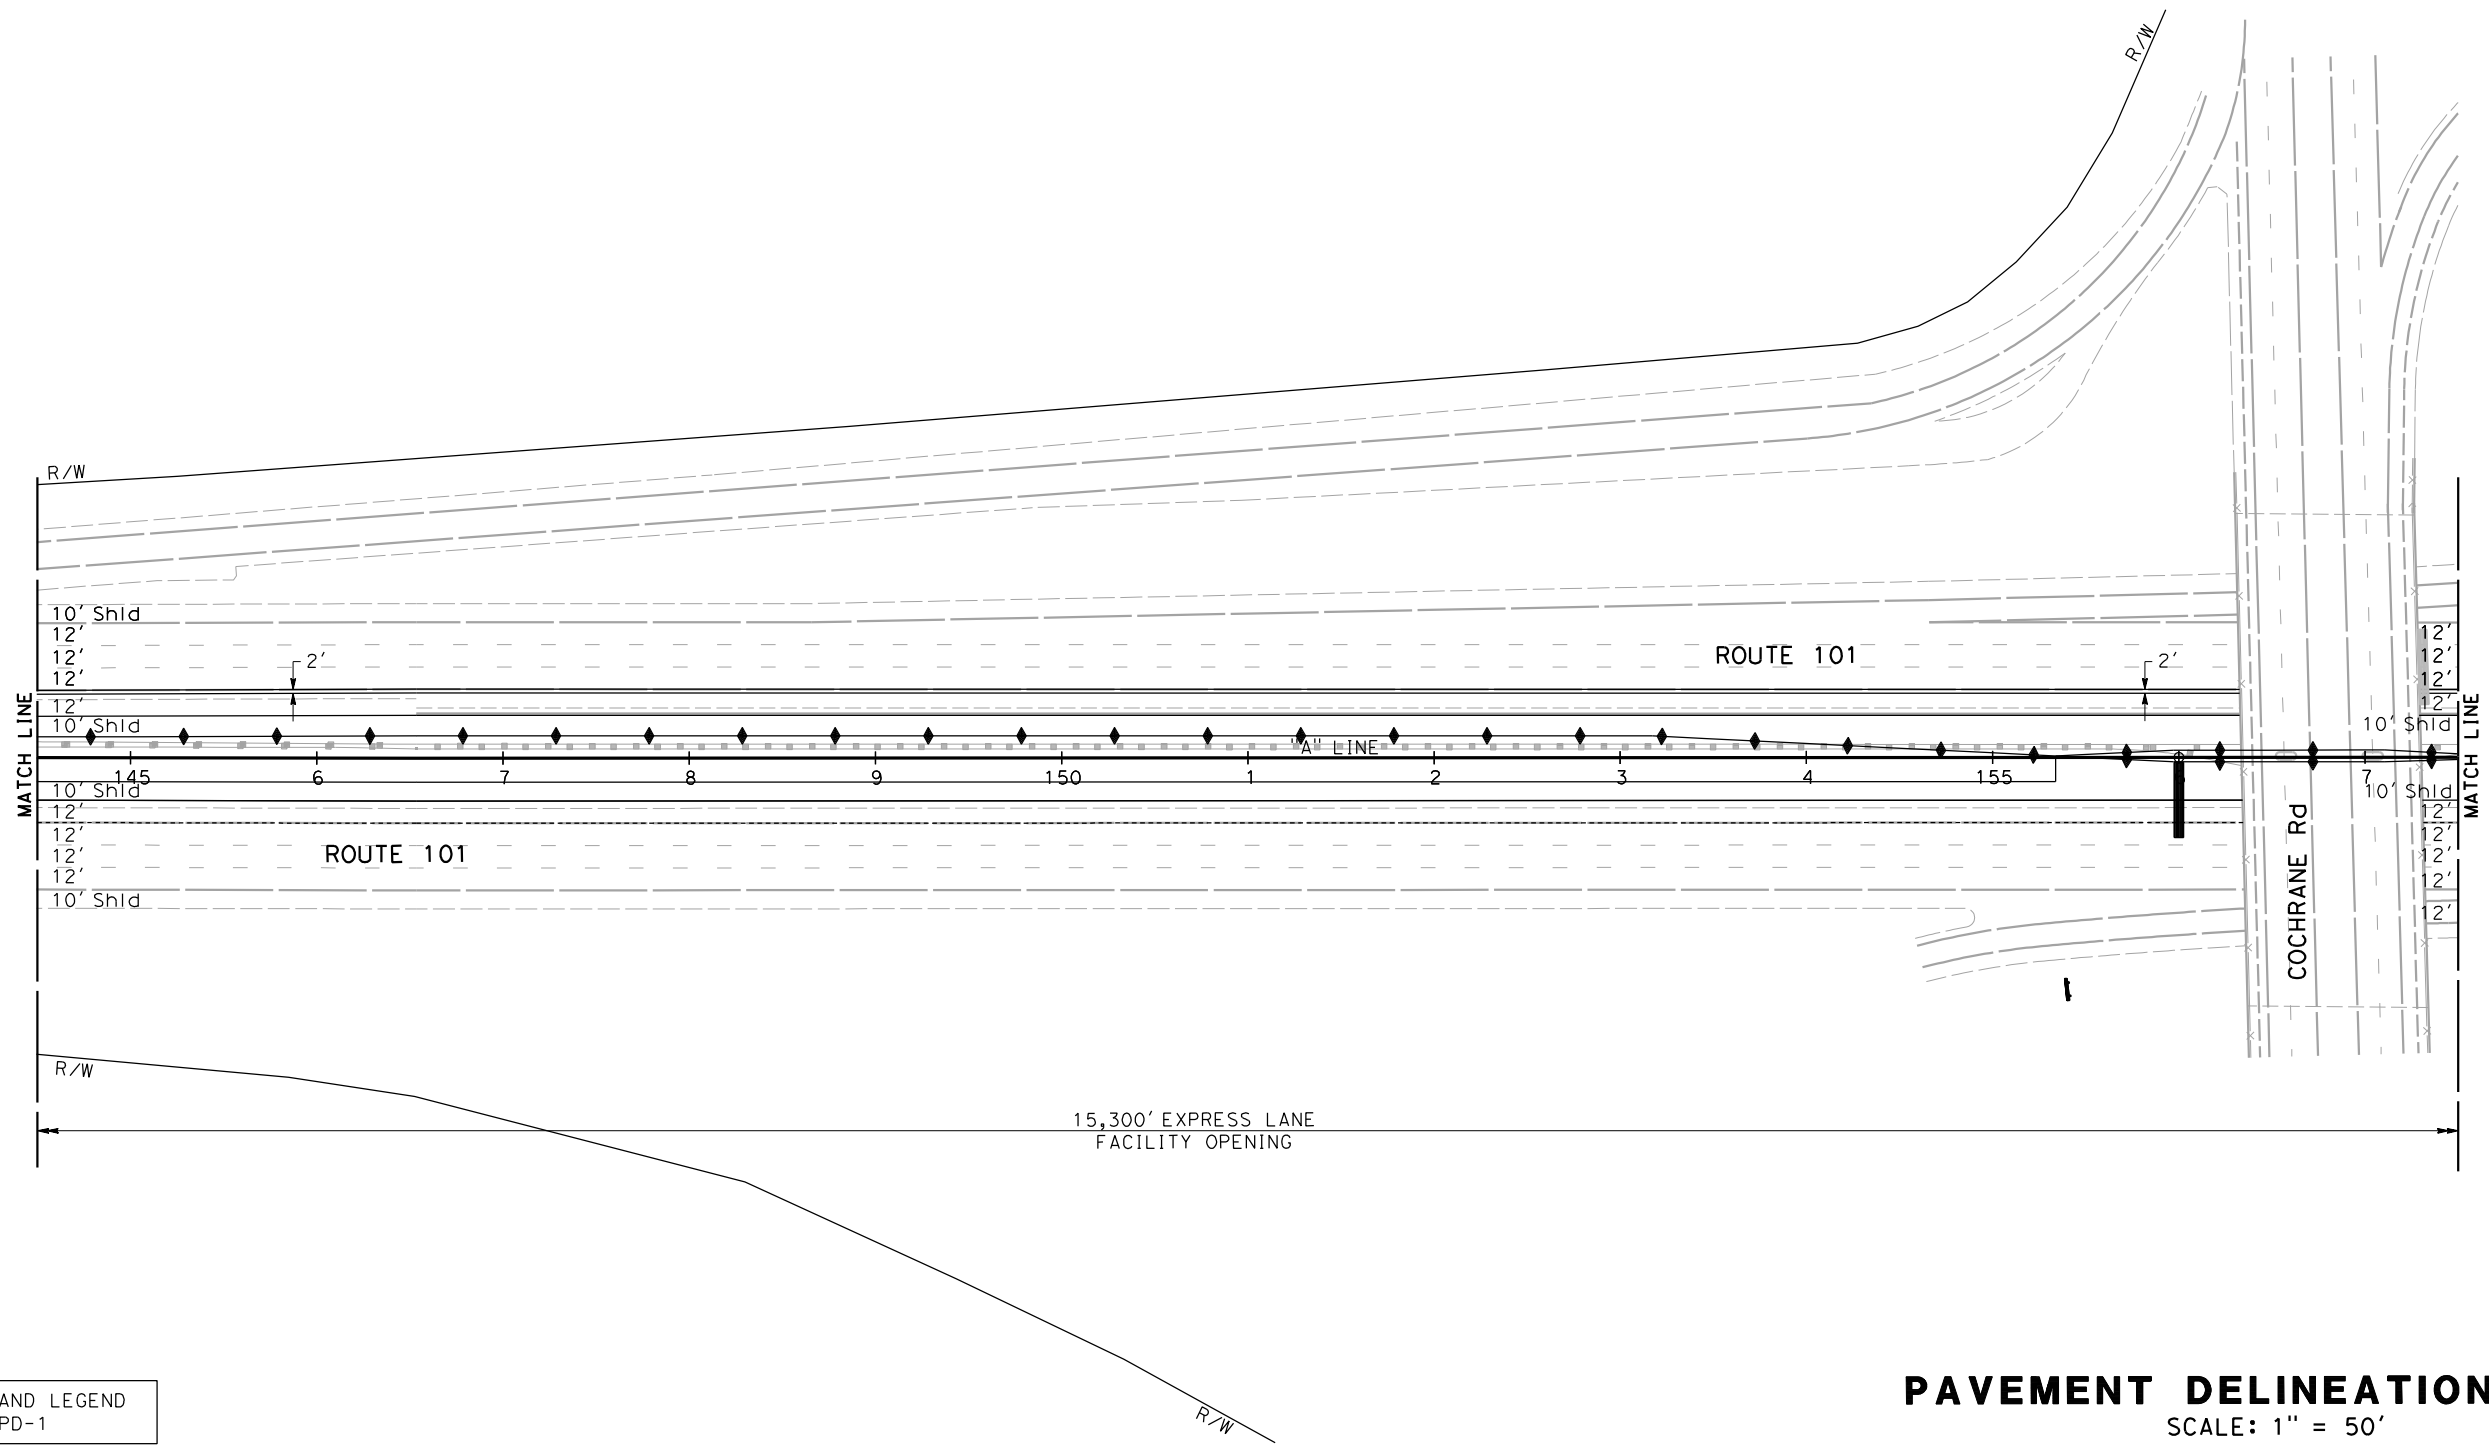 R/W
R/W
10' Shld
12'
12'
12'
2'
12'
10' Shld
ROUTE 101
2'
12'
12'
12'
12'
10' Shld
MATCH LINE
MATCH LINE
"A" LINE
145
6
7
8
9
150
1
2
3
4
155
7
10' Shld
12'
12'
12'
12'
10' Shld
ROUTE 101
10' Shld
12'
12'
12'
12'
12'
COCHRANE Rd
R/W
15,300' EXPRESS LANE
FACILITY OPENING
R/W
AND LEGEND
PD-1
PAVEMENT DELINEATION
SCALE: 1" = 50'